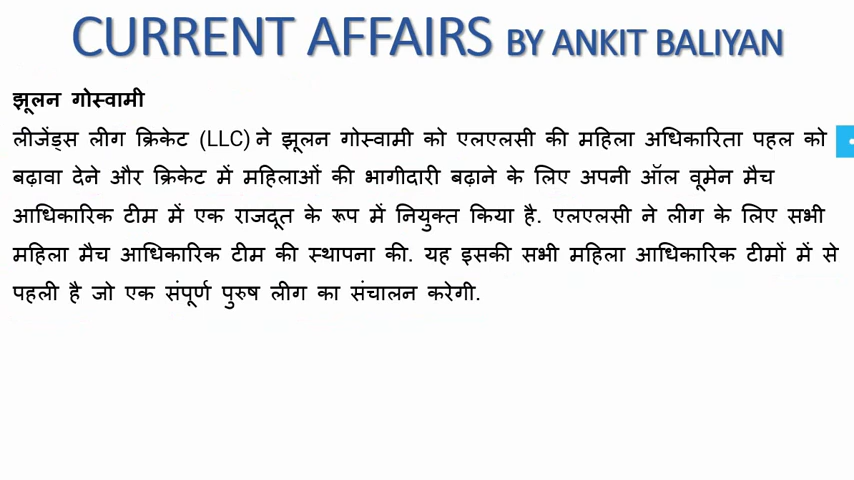 CURRENT AFFAIRS BY ANKIT BALIYAN
झूलन गोस्वामी
लीजेंड्स लीग क्रिकेट (LLC) ने झूलन गोस्वामी को एलएलसी की महिला अधिकारिता पहल को
बढ़ावा देने और क्रिकेट में महिलाओं की भागीदारी बढ़ाने के लिए अपनी ऑल वूमेन मैच
आधिकारिक टीम में एक राजदूत के रूप में नियुक्त किया है. एलएलसी ने लीग के लिए सभी
महिला मैच आधिकारिक टीम की स्थापना की. यह इसकी सभी महिला आधिकारिक टीमों में से
पहली है जो एक संपूर्ण पुरुष लीग का संचालन करेगी.